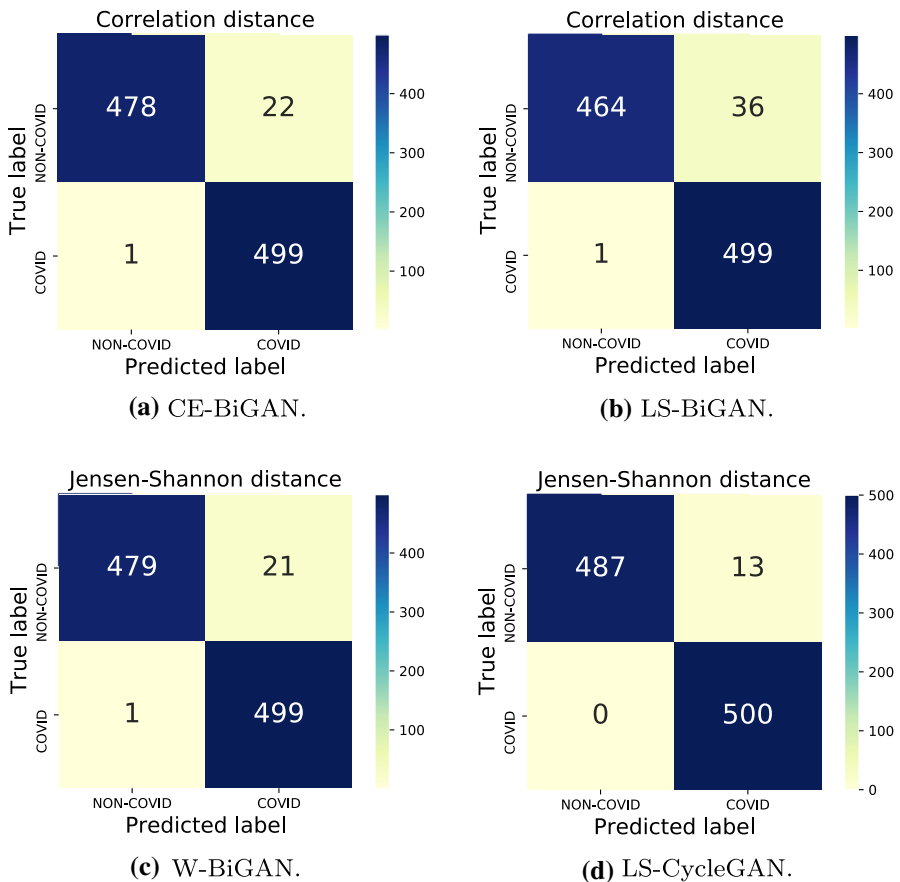 Correlation distance
True label
NON-COVID
COVID
478
22
1
499
400
300
200
100
NON-COVID
COVID
Predicted label
(a) CE-BiGAN.
Correlation distance
True label
NON-COVID
COVID
464
36
1
499
400
300
200
100
NON-COVID
COVID
Predicted label
(b) LS-BiGAN.
Jensen-Shannon distance
True label
NON-COVID
COVID
479
21
1
499
400
300
200
100
NON-COVID
COVID
Predicted label
(c) W-BiGAN.
Jensen-Shannon distance
True label
NON-COVID
COVID
487
13
0
500
500
400
300
200
100
0
NON-COVID
COVID
Predicted label
(d) LS-CycleGAN.